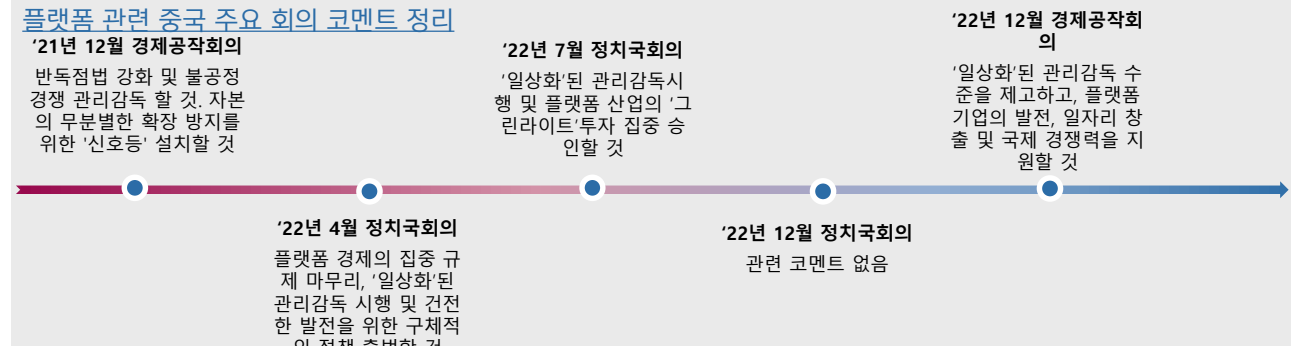 플랫폼 관련 중국 주요 회의 코멘트 정리
‘21년 12월 경제공작회의
반독점법 강화 및 불공정
경쟁 관리감독 할 것. 자본
의 무분별한 확장 방지를
위한 '신호등' 설치할 것
‘22년 4월 정치국회의
플랫폼 경제의 집중 규
제 마무리, ‘일상화’된
관리감독 시행 및 건전
한 발전을 위한 구체적
‘22년 7월 정치국회의
‘일상화’된 관리감독시
행 및 플랫폼 산업의 ‘그
린라이트’투자 집중 승
인할 것
‘22년 12월 정치국회의
관련 코멘트 없음
‘22년 12월 경제공작회
의
‘일상화’된 관리감독 수
준을 제고하고, 플랫폼
기업의 발전, 일자리 창
출 및 국제 경쟁력을 지
원할 것